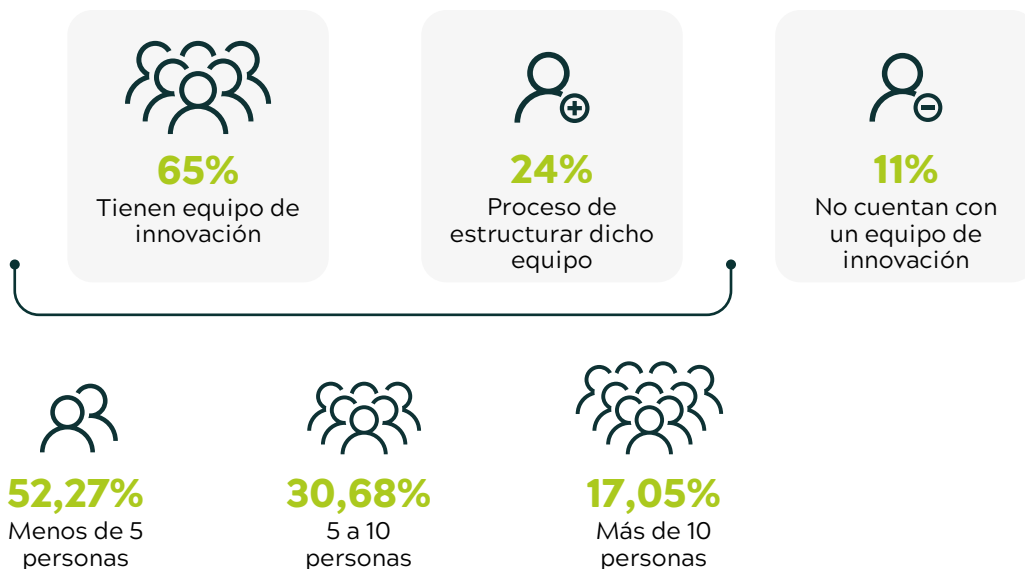 65%
Tienen equipo de
innovación
24%
Proceso de
estructurar dicho
equipo
11%
No cuentan con
un equipo de
innovación
52,27%
Menos de 5
personas
30,68%
5 a 10
personas
17,05%
Más de 10
personas